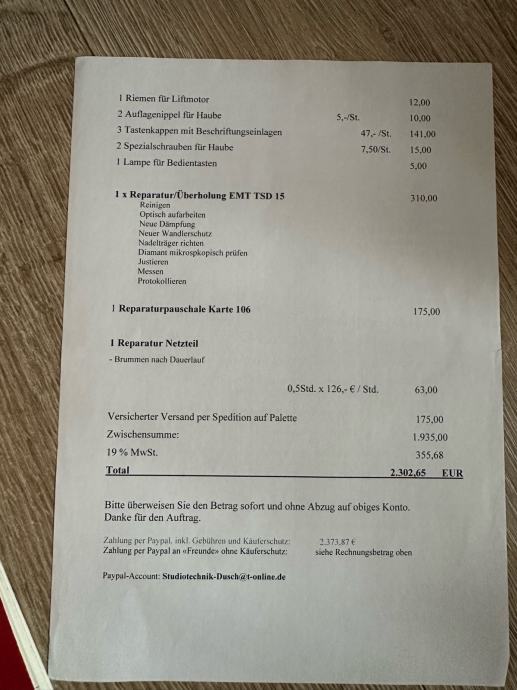 1 Riemen für Liftmotor 12,00
2 Auflagenippel für Haube 5,-/St. 10,00
3 Tastenkappen mit Beschriftungseinlagen 47,- /St. 141,00
2 Spezialschrauben für Haube 7,50/St. 15,00
1 Lampe für Bedientasten 5,00
1 x Reparatur/Überholung EMT TSD 15 310,00
Reinigen
Optisch aufarbeiten
Neue Dämpfung
Neuer Wandlerschutz
Nadelträger richten
Diamant mikrospkopisch prüfen
Justieren
Messen
Protokollieren
1 Reparaturpauschale Karte 106 175,00
1 Reparatur Netzteil
- Brummen nach Dauerlauf
0,5Std. x 126,- € / Std. 63,00
Versicherter Versand per Spedition auf Palette 175,00
Zwischensumme: 1.935,00
19 % MwSt. 355,68
Total 2.302,65 EUR
Bitte überweisen Sie den Betrag sofort und ohne Abzug auf obiges Konto.
Danke für den Auftrag.
Zahlung per Paypal, inkl. Gebühren und Käuferschutz: 2.373,87 €
Zahlung per Paypal an «Freunde» ohne Käuferschutz: siehe Rechnungsbetrag oben
Paypal-Account: Studiotechnik-Dusch@t-online.de